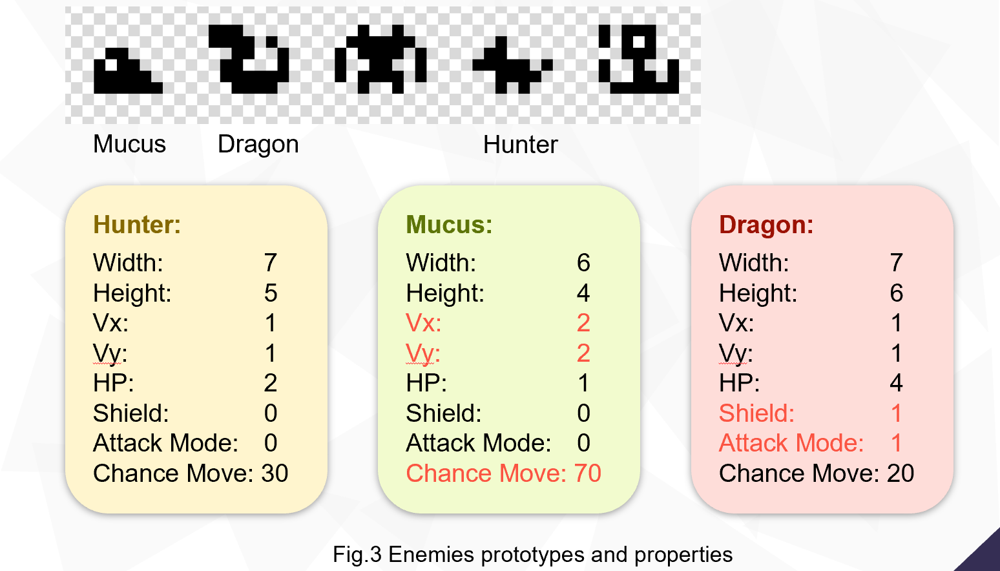 Mucus Dragon Hunter
Hunter:
Width: 7
Height: 5
Vx: 1
Vy: 1
HP: 2
Shield: 0
Attack Mode: 0
Chance Move: 30
Mucus:
Width: 6
Height: 4
Vx: 2
Vy: 2
HP: 1
Shield: 0
Attack Mode: 0
Chance Move: 70
Dragon:
Width: 7
Height: 6
Vx: 1
Vy: 1
HP: 4
Shield: 1
Attack Mode: 1
Chance Move: 20
Fig.3 Enemies prototypes and properties